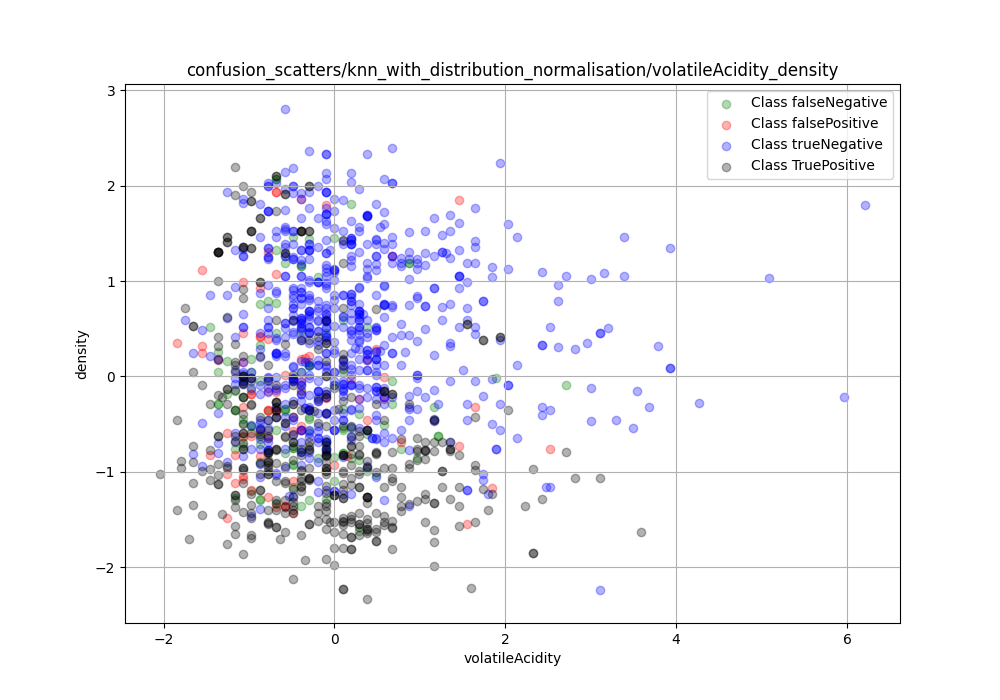 confusion_scatters/knn_with_distribution_normalisation/volatileAcidity_density
Class falseNegative
Class falsePositive
Class trueNegative
Class TruePositive
3
2
1
0
−1
−2
density
−2
0
2
4
6
volatileAcidity